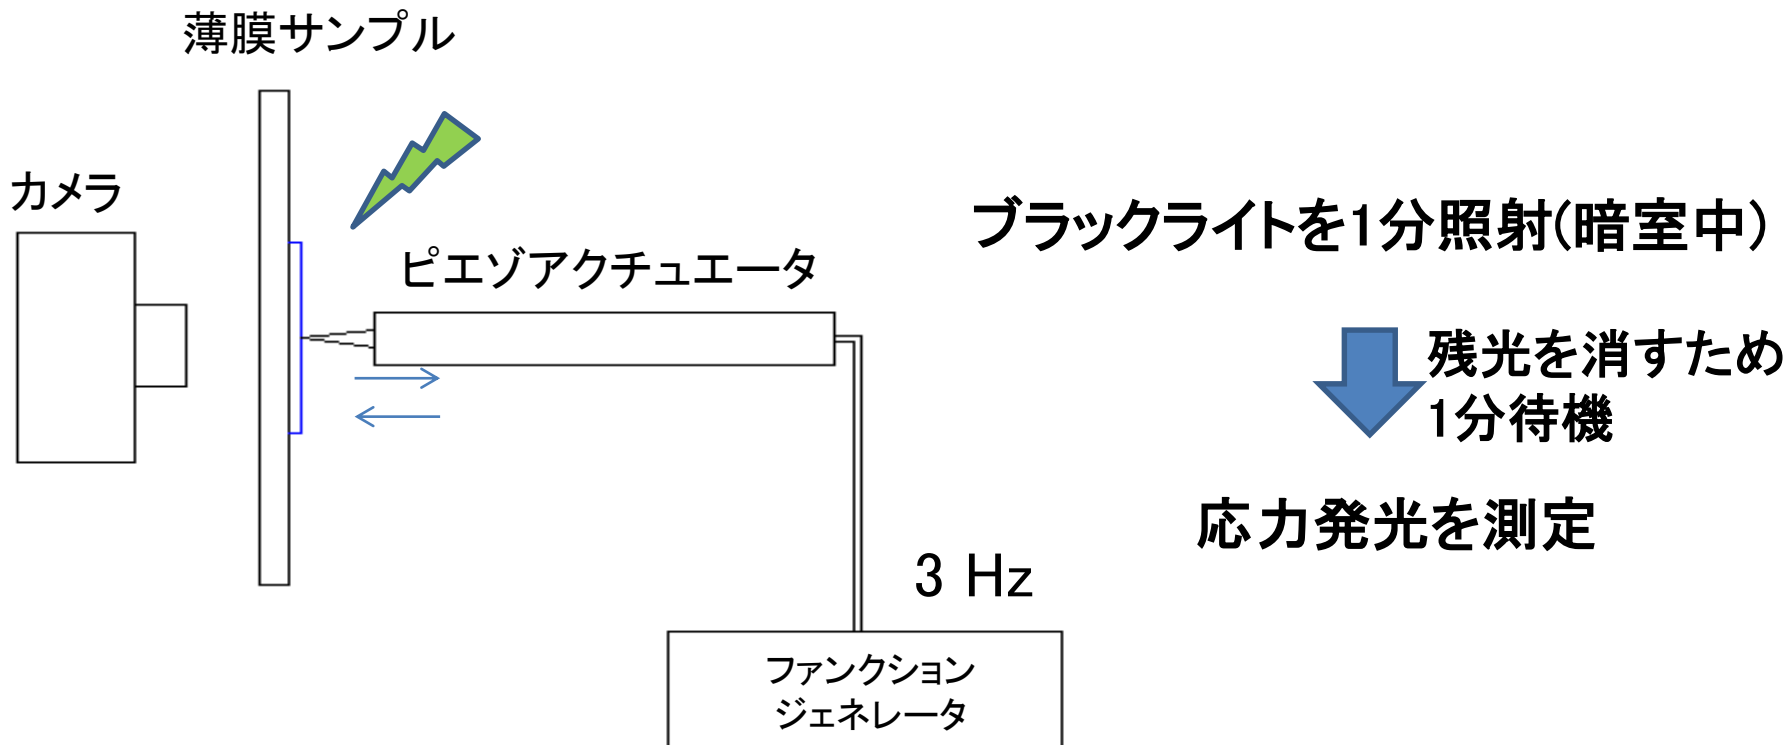 薄膜サンプル
カメラ
ピエゾアクチュエータ
3 Hz
ファンクション
ジェネレータ
ブラックライトを1分照射(暗室中)
残光を消すため
1分待機
応力発光を測定